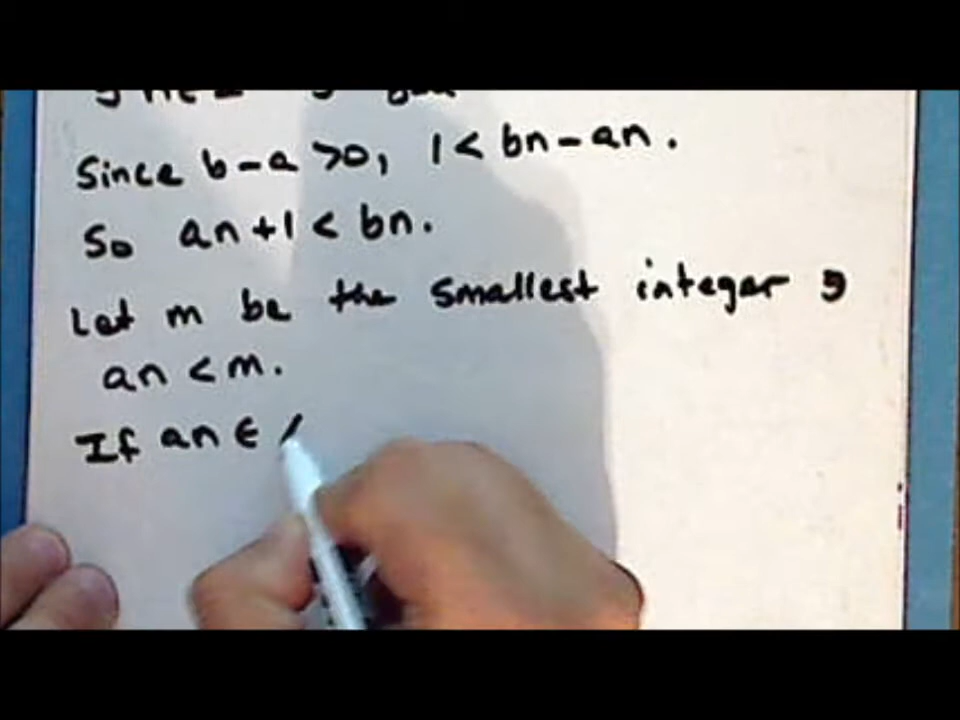 Since b-a >0, 1 < bn - an.
So an + 1 < bn.
Let m be the smallest integer ∋
an < m.
If an ∈